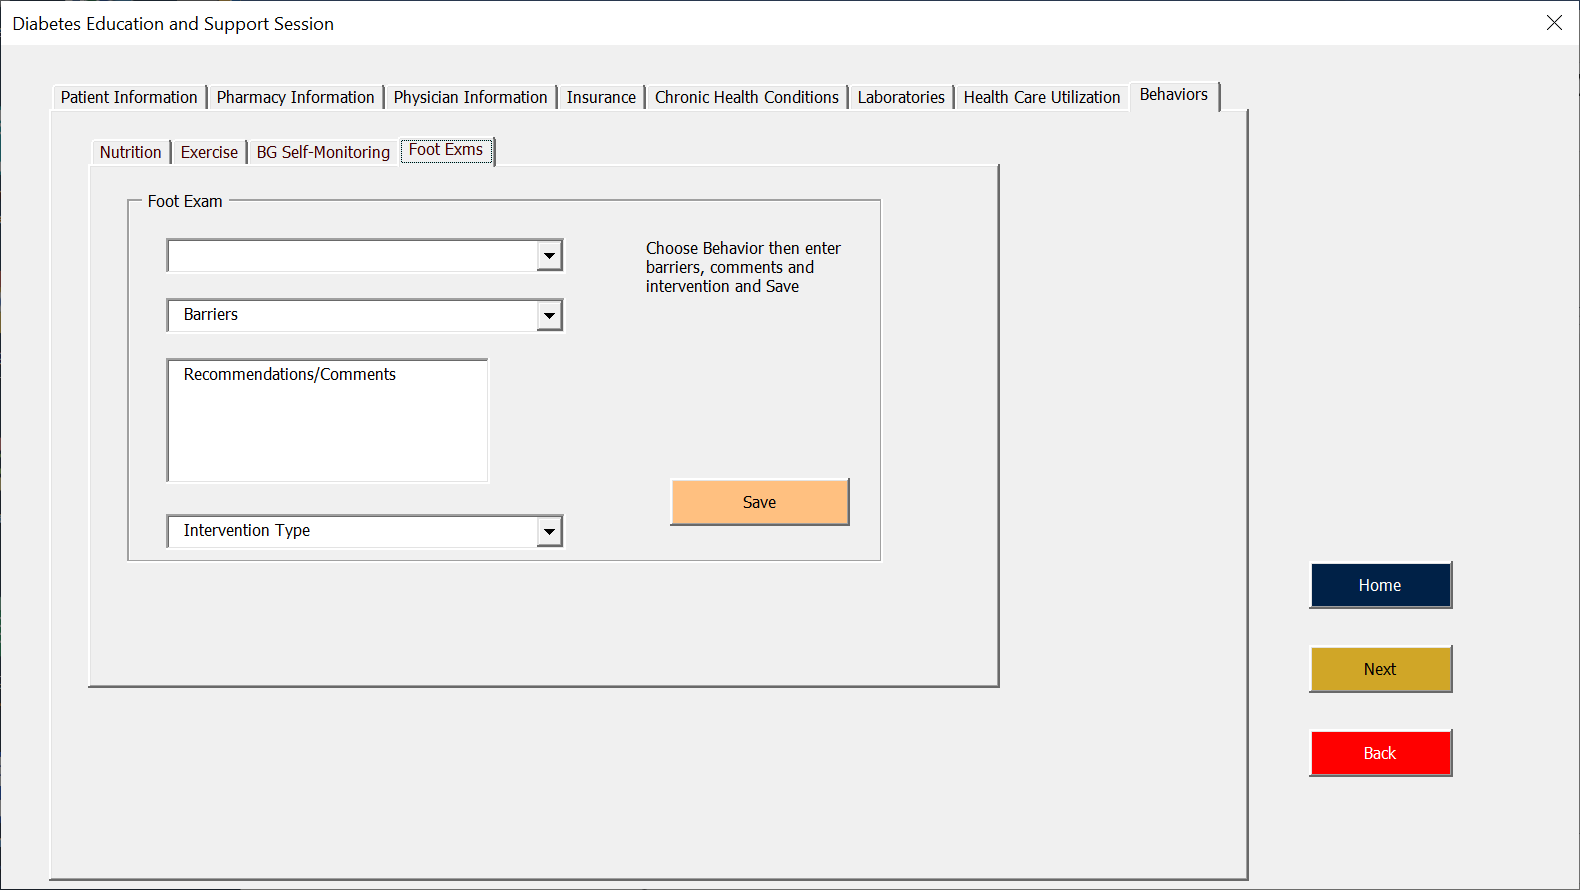 Diabetes Education and Support Session
Patient Information
Pharmacy Information
Physician Information
Insurance
Chronic Health Conditions
Laboratories
Health Care Utilization
Behaviors
Nutrition
Exercise
BG Self-Monitoring
Foot Exms
Foot Exam
Choose Behavior then enter
barriers, comments and
intervention and Save
Barriers
Recommendations/Comments
Save
Intervention Type
Home
Next
Back